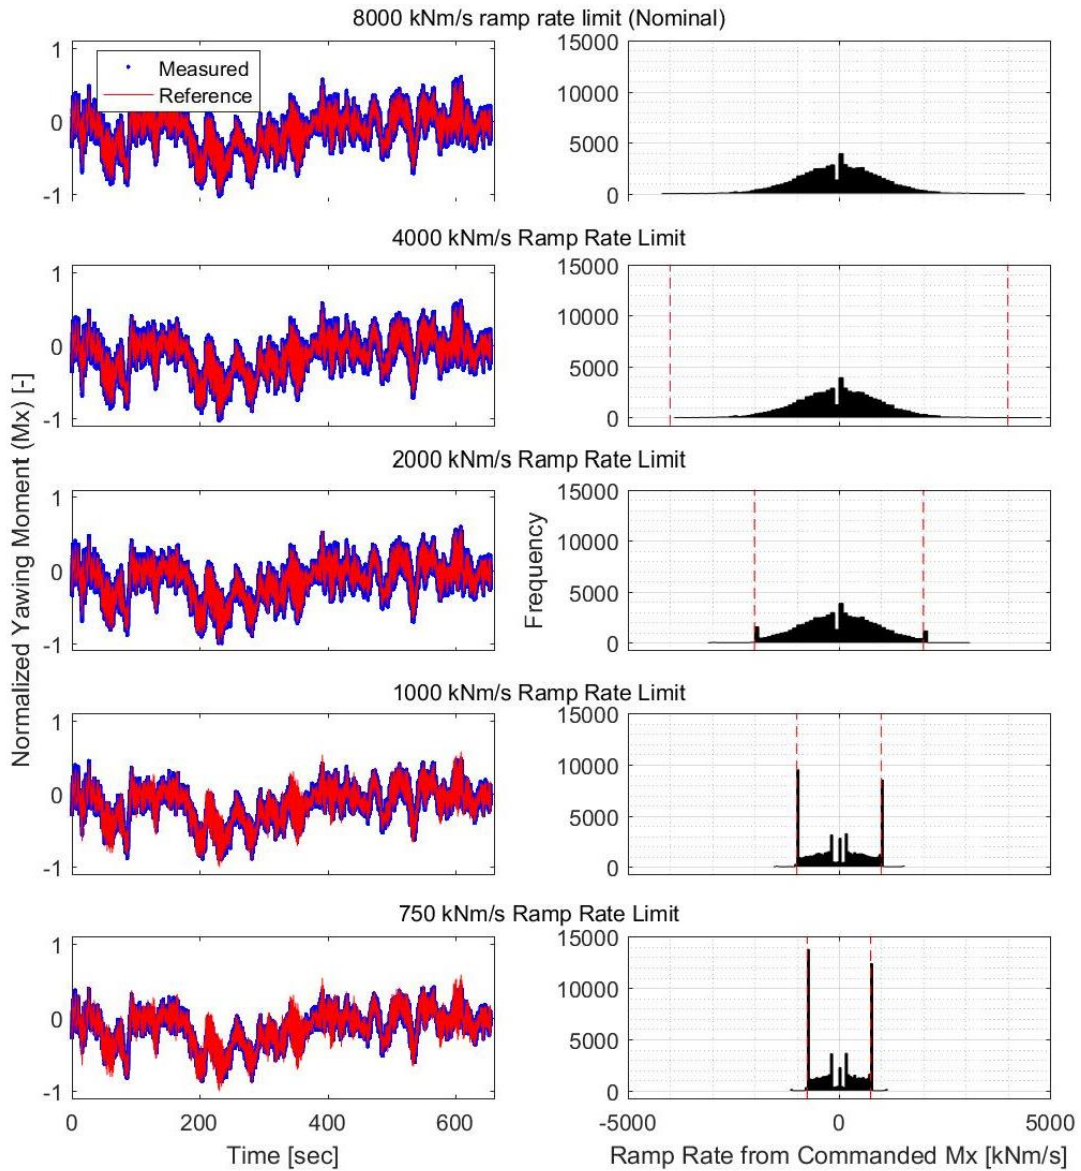 8000 kNm/s ramp rate limit (Nominal)
1
0
-1
Measured
Reference
15000
10000
5000
0
4000 kNm/s Ramp Rate Limit
1
0
-1
15000
10000
5000
0
2000 kNm/s Ramp Rate Limit
1
0
-1
15000
10000
5000
0
1000 kNm/s Ramp Rate Limit
1
0
-1
15000
10000
5000
0
750 kNm/s Ramp Rate Limit
1
0
-1
15000
10000
5000
0
Normalized Yawing Moment (Mx) [-]
Frequency
0 200 400 600
-5000 0 5000
Time [sec]
Ramp Rate from Commanded Mx [kNm/s]